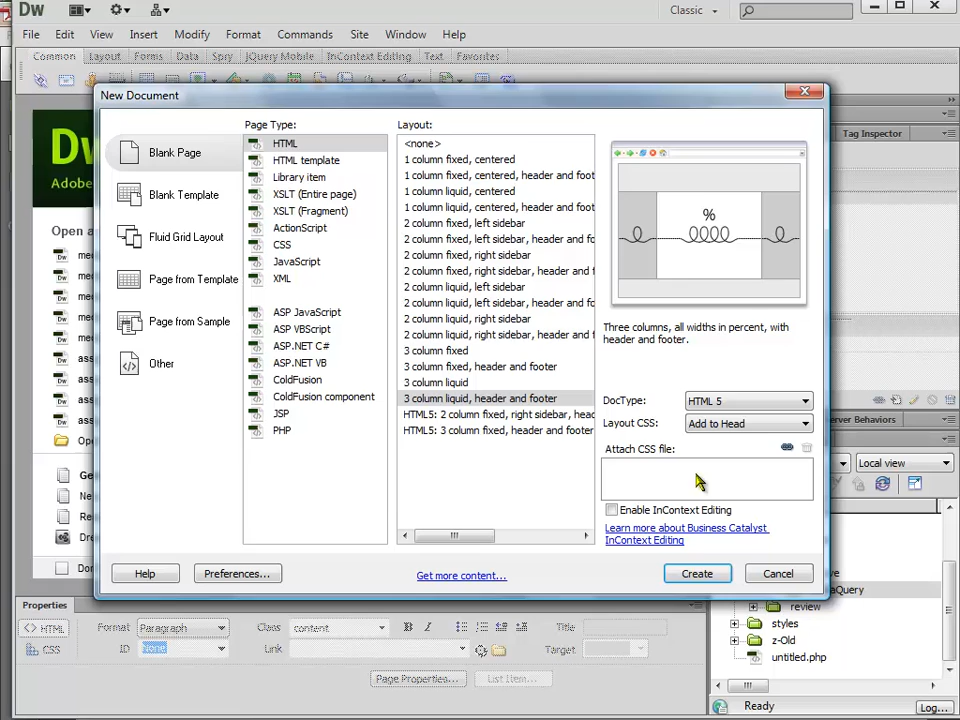 Dw
Classic
File Edit View Insert Modify Format Commands Site Window Help
Common Layout Forms Data Spry jQuery Mobile InContext Editing Text Favorites
New Document
Tag Inspector
Dw
Adobe
Open a
Page Type:
Layout:
Blank Page
Blank Template
Fluid Grid Layout
Page from Template
Page from Sample
Other
HTML
HTML template
Library item
XSLT (Entire page)
XSLT (Fragment)
ActionScript
CSS
JavaScript
XML
ASP JavaScript
ASP VBScript
ASP.NET C#
ASP.NET VB
ColdFusion
ColdFusion component
JSP
PHP
<none>
1 column fixed, centered
1 column fixed, centered, header and foot
1 column liquid, centered
1 column liquid, centered, header and foot
2 column fixed, left sidebar
2 column fixed, left sidebar, header and fo
2 column fixed, right sidebar
2 column fixed, right sidebar, header and f
2 column liquid, left sidebar
2 column liquid, left sidebar, header and fo
2 column liquid, right sidebar
2 column liquid, right sidebar, header and f
3 column fixed
3 column fixed, header and footer
3 column liquid
3 column liquid, header and footer
HTML5: 2 column fixed, right sidebar, head
HTML5: 3 column fixed, header and footer
%
Three columns, all widths in percent, with
header and footer.
DocType: HTML 5
Layout CSS: Add to Head
Attach CSS file:
Enable InContext Editing
Learn more about Business Catalyst
InContext Editing
Help Preferences... Get more content... Create Cancel
Server Behaviors
Local view
review
styles
z-Old
untitled.php
Properties
HTML Format Paragraph Class content B I Title
CSS ID None Link Target
Page Properties... List Item...
Ready Log...